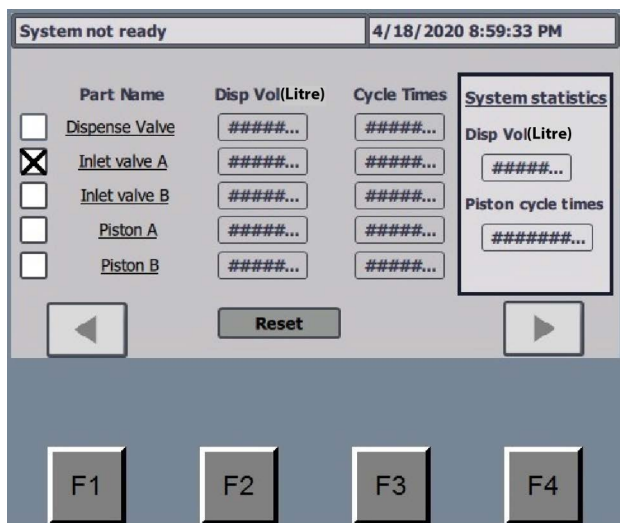 System not ready 4/18/2020 8:59:33 PM
Part Name Disp Vol(Litre) Cycle Times System statistics
Dispense Valve #####... #####... Disp Vol(Litre)
Inlet valve A #####... #####... #####...
Inlet valve B #####... #####... Piston cycle times
Piston A #####... #####... #######...
Piston B #####... #####...
Reset
F1 F2 F3 F4